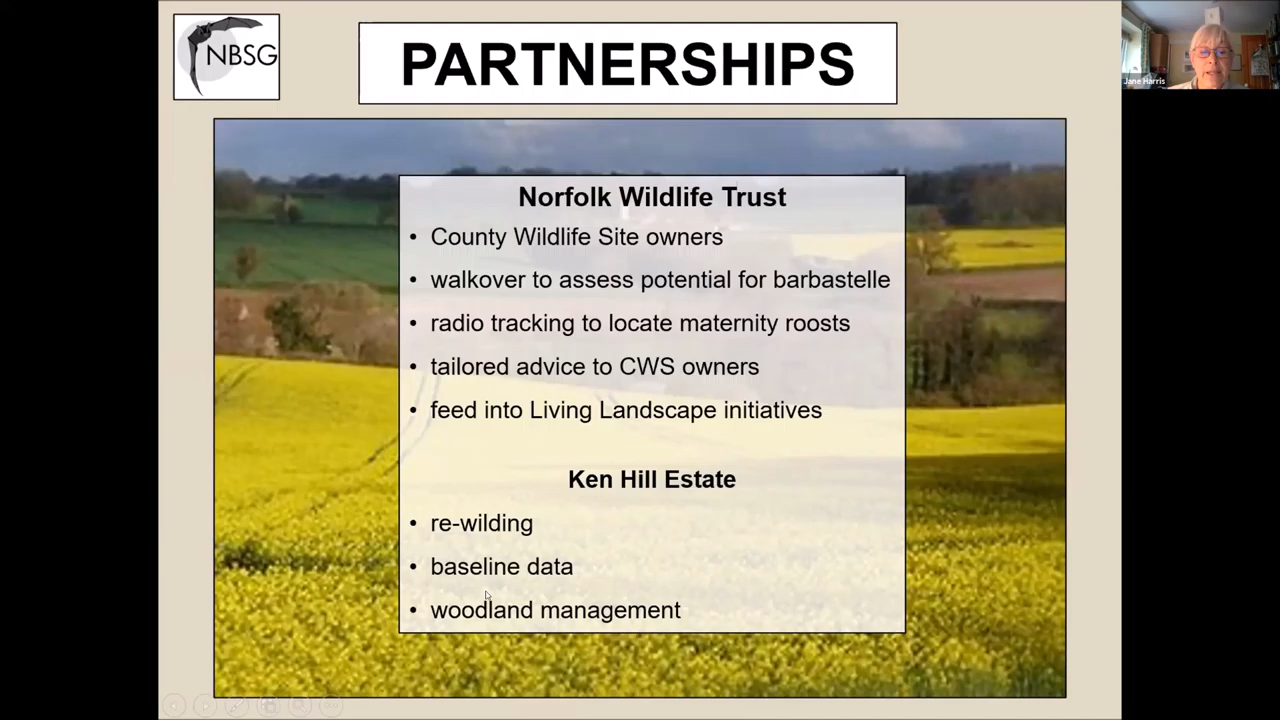 NBSG
PARTNERSHIPS
Jane Harris
Norfolk Wildlife Trust
• County Wildlife Site owners
• walkover to assess potential for barbastelle
• radio tracking to locate maternity roosts
• tailored advice to CWS owners
• feed into Living Landscape initiatives
Ken Hill Estate
• re-wilding
• baseline data
• woodland management